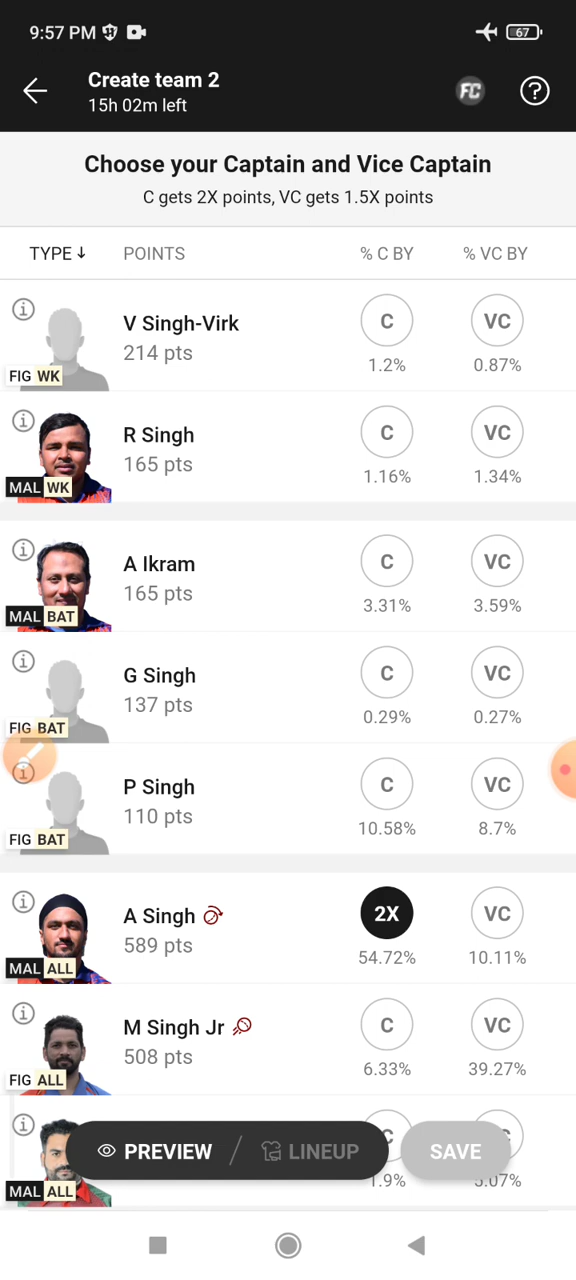 9:57 PM
67
Create team 2
15h 02m left
FC
?
Choose your Captain and Vice Captain
C gets 2X points, VC gets 1.5X points
TYPE↓ POINTS % C BY % VC BY
V Singh-Virk C VC
214 pts 1.2% 0.87%
FIG WK
R Singh C VC
165 pts 1.16% 1.34%
MAL WK
A Ikram C VC
165 pts 3.31% 3.59%
MAL BAT
G Singh C VC
137 pts 0.29% 0.27%
FIG BAT
P Singh C VC
110 pts 10.58% 8.7%
FIG BAT
A Singh 2X VC
589 pts 54.72% 10.11%
MAL ALL
M Singh Jr C VC
508 pts 6.33% 39.27%
FIG ALL
PREVIEW / LINEUP SAVE
1.9% 5.07%
MAL ALL